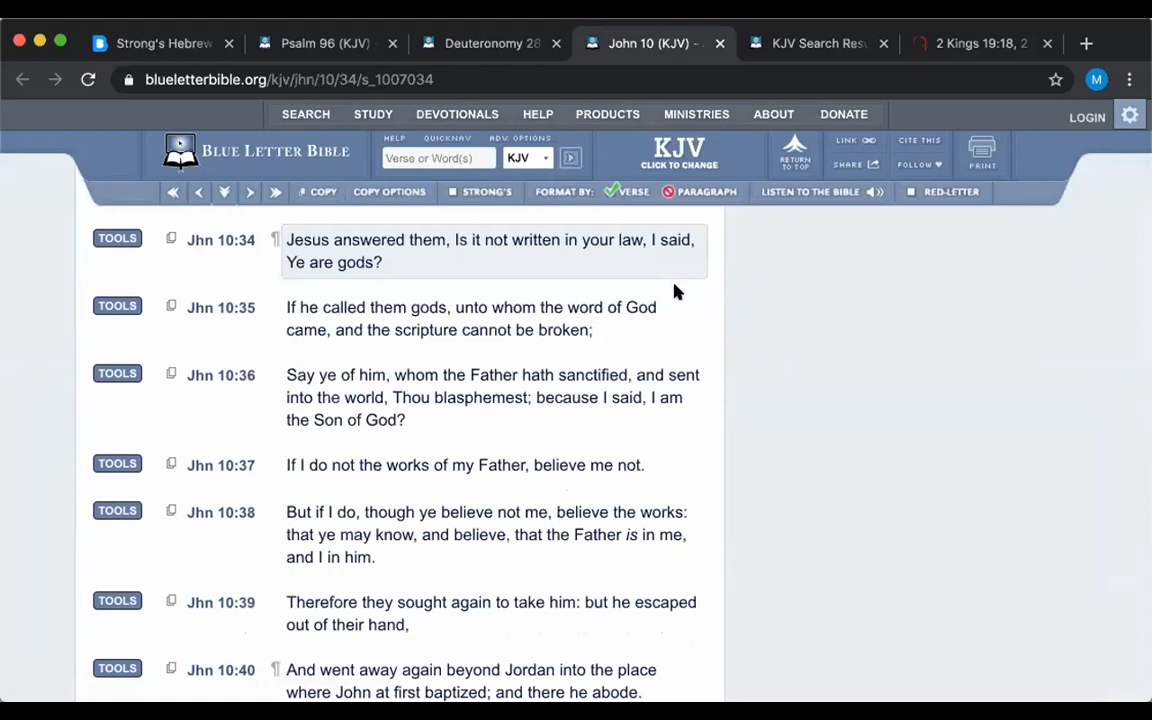 Strong's Hebrew
Psalm 96 (KJV)
Deuteronomy 28
John 10 (KJV) -
KJV Search Res
2 Kings 19:18, 2
blueletterbible.org/kjv/jhn/10/34/s_1007034
M
SEARCH STUDY DEVOTIONALS HELP PRODUCTS MINISTRIES ABOUT DONATE LOGIN
BLUE LETTER BIBLE
HELP QUICKNAV ADV. OPTIONS
Verse or Word(s) KJV
KJV
CLICK TO CHANGE
RETURN
TO TOP
LINK CITE THIS
SHARE FOLLOW
PRINT
COPY COPY OPTIONS STRONG'S FORMAT BY: VERSE PARAGRAPH LISTEN TO THE BIBLE RED-LETTER
TOOLS Jhn 10:34 ¶ Jesus answered them, Is it not written in your law, I said,
Ye are gods?
TOOLS Jhn 10:35 If he called them gods, unto whom the word of God
came, and the scripture cannot be broken;
TOOLS Jhn 10:36 Say ye of him, whom the Father hath sanctified, and sent
into the world, Thou blasphemest; because I said, I am
the Son of God?
TOOLS Jhn 10:37 If I do not the works of my Father, believe me not.
TOOLS Jhn 10:38 But if I do, though ye believe not me, believe the works:
that ye may know, and believe, that the Father is in me,
and I in him.
TOOLS Jhn 10:39 Therefore they sought again to take him: but he escaped
out of their hand,
TOOLS Jhn 10:40 ¶ And went away again beyond Jordan into the place
where John at first baptized; and there he abode.